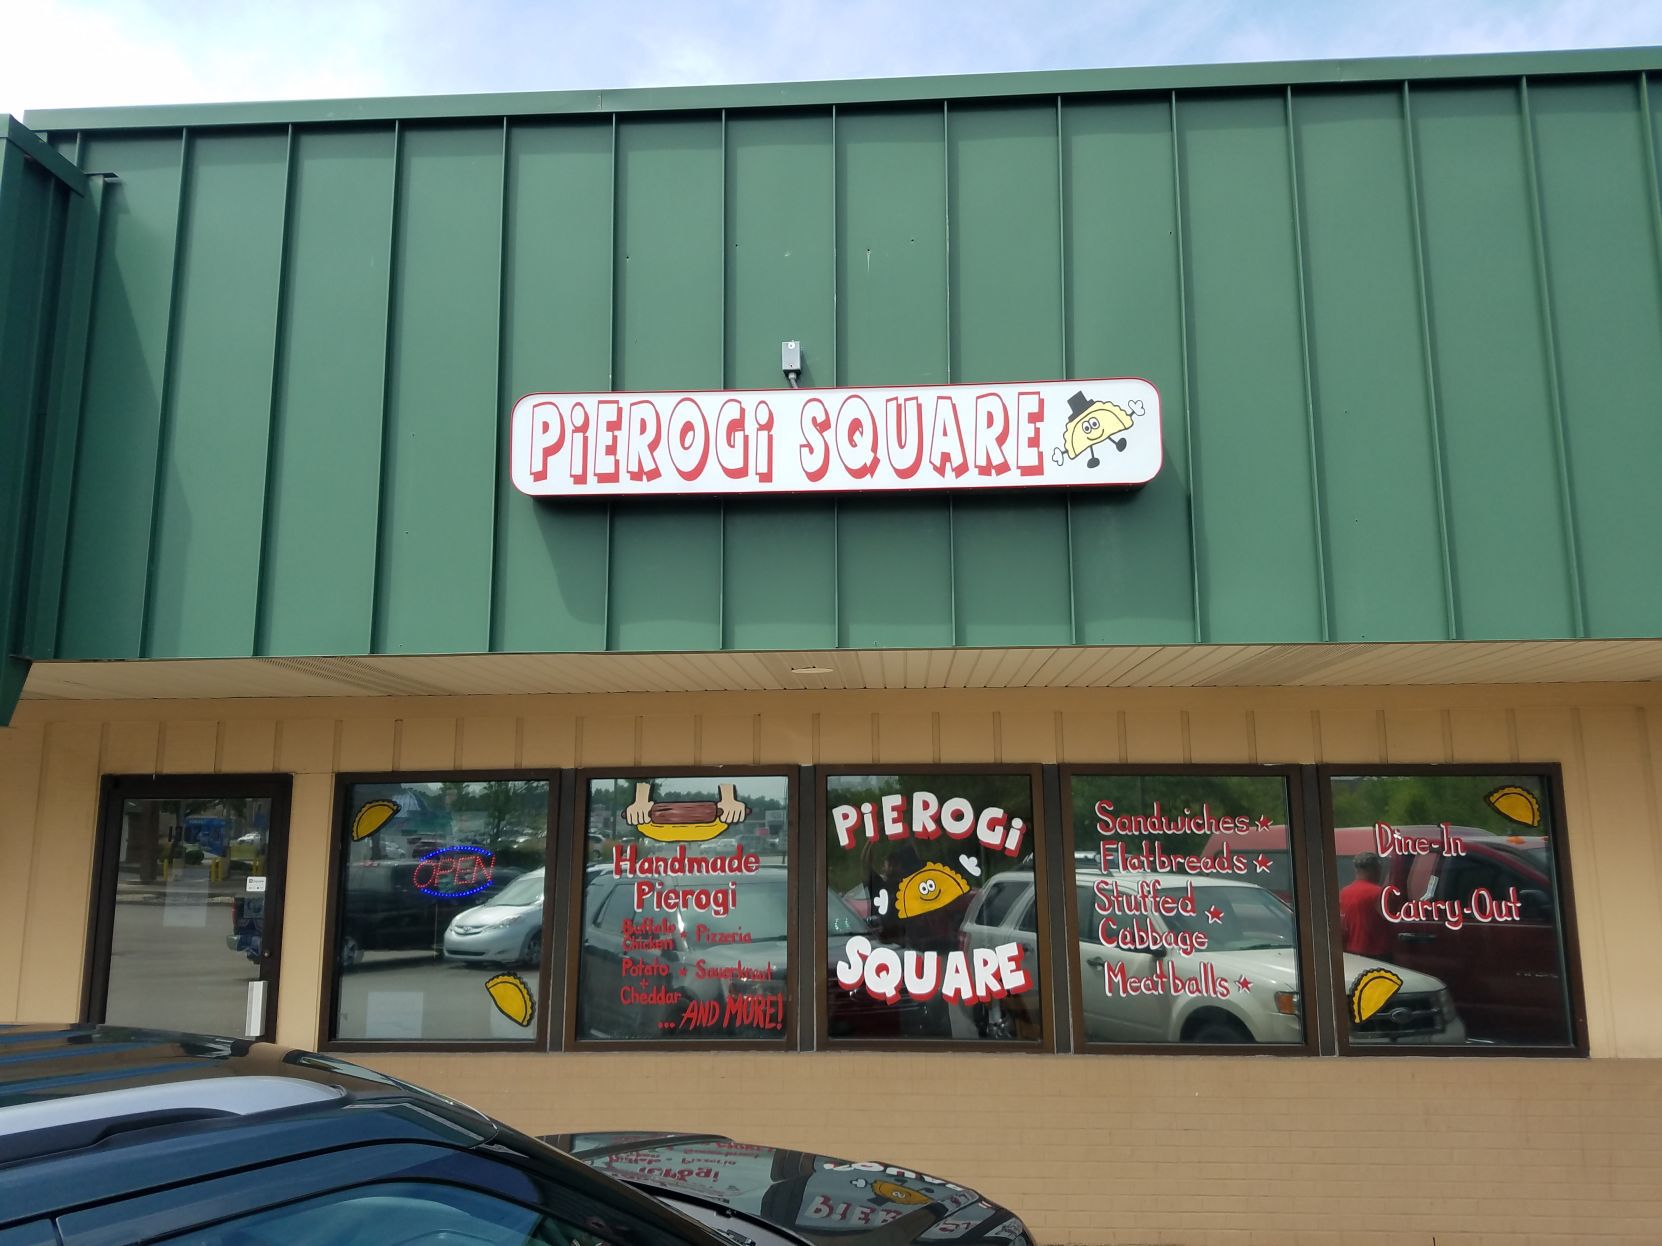 PiEROGi SQUARE
OPEN
Handmade
Pierogi
Buffalo
Chicken * Pizzeria
Potato * Sauerkraut
+
Cheddar
... AND MORE!
PiEROGi
SQUARE
Sandwiches
Flatbreads
Stuffed
Cabbage
Meatballs
Dine-In
Carry-Out